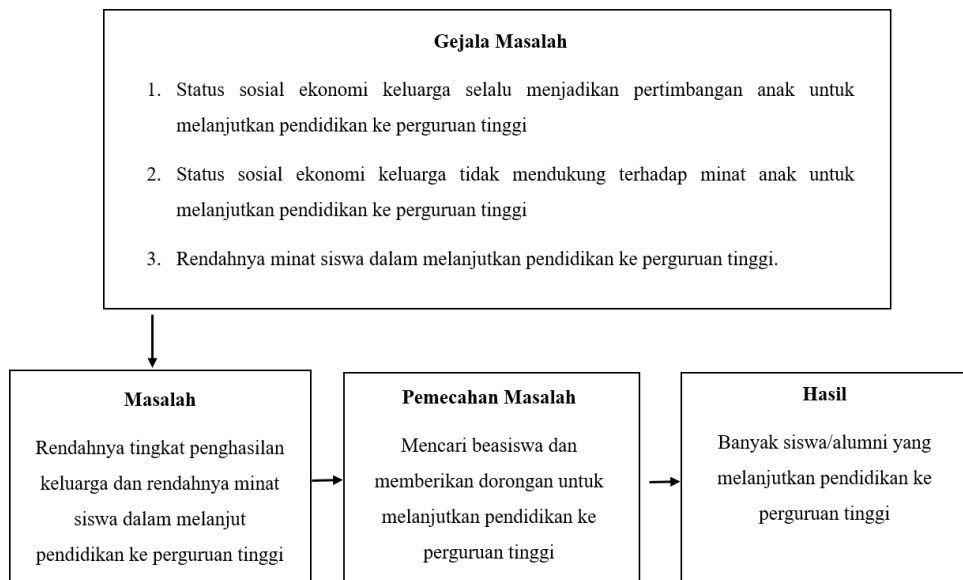 Gejala Masalah
1. Status sosial ekonomi keluarga selalu menjadikan pertimbangan anak untuk
melanjutkan pendidikan ke perguruan tinggi
2. Status sosial ekonomi keluarga tidak mendukung terhadap minat anak untuk
melanjutkan pendidikan ke perguruan tinggi
3. Rendahnya minat siswa dalam melanjutkan pendidikan ke perguruan tinggi.
Masalah
Rendahnya tingkat penghasilan
keluarga dan rendahnya minat
siswa dalam melanjut
pendidikan ke perguruan tinggi
Pemecahan Masalah
Mencari beasiswa dan
memberikan dorongan untuk
melanjutkan pendidikan ke
perguruan tinggi
Hasil
Banyak siswa/alumni yang
melanjutkan pendidikan ke
perguruan tinggi